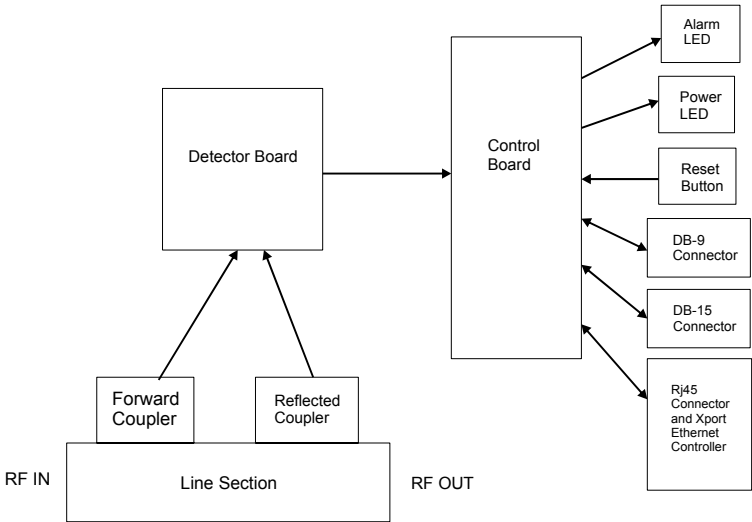 Alarm
LED
Power
LED
Detector Board
Control
Board
Reset
Button
DB-9
Connector
DB-15
Connector
Forward
Coupler
Reflected
Coupler
Rj45
Connector
and Xport
Ethernet
Controller
RF IN
Line Section
RF OUT